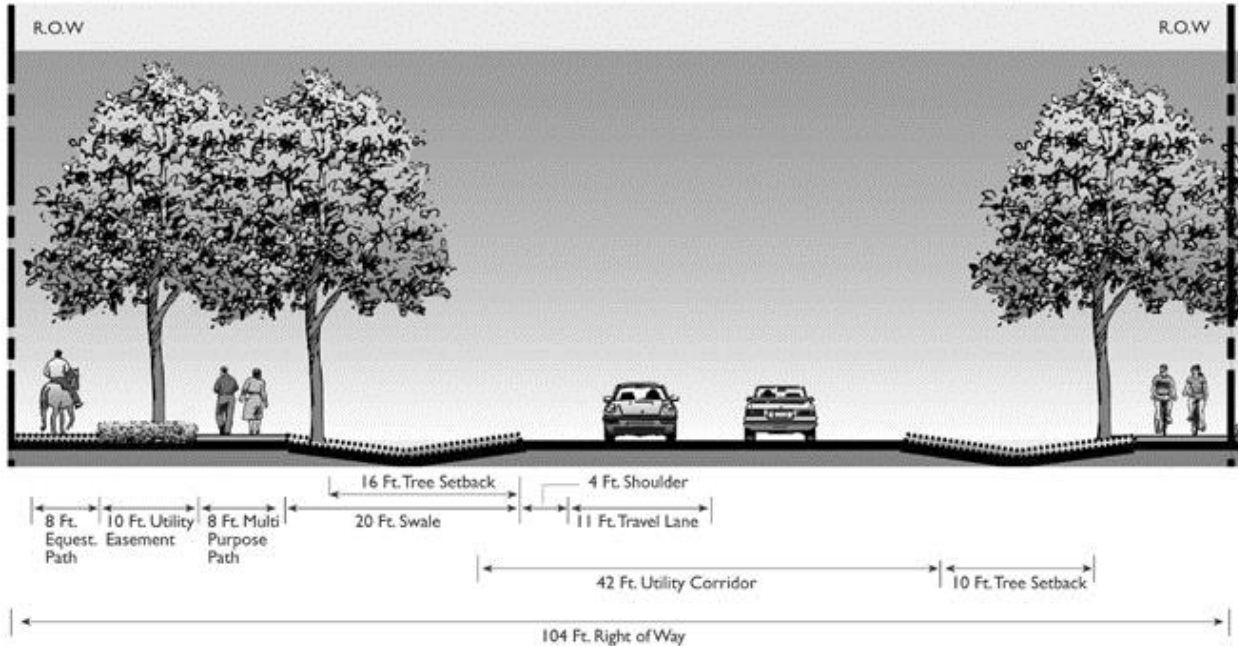 R.O.W
R.O.W
16 Ft. Tree Setback
4 Ft. Shoulder
8 Ft.
Equest.
Path
10 Ft. Utility
Easement
8 Ft. Multi
Purpose
Path
20 Ft. Swale
11 Ft. Travel Lane
42 Ft. Utility Corridor
10 Ft. Tree Setback
104 Ft. Right of Way